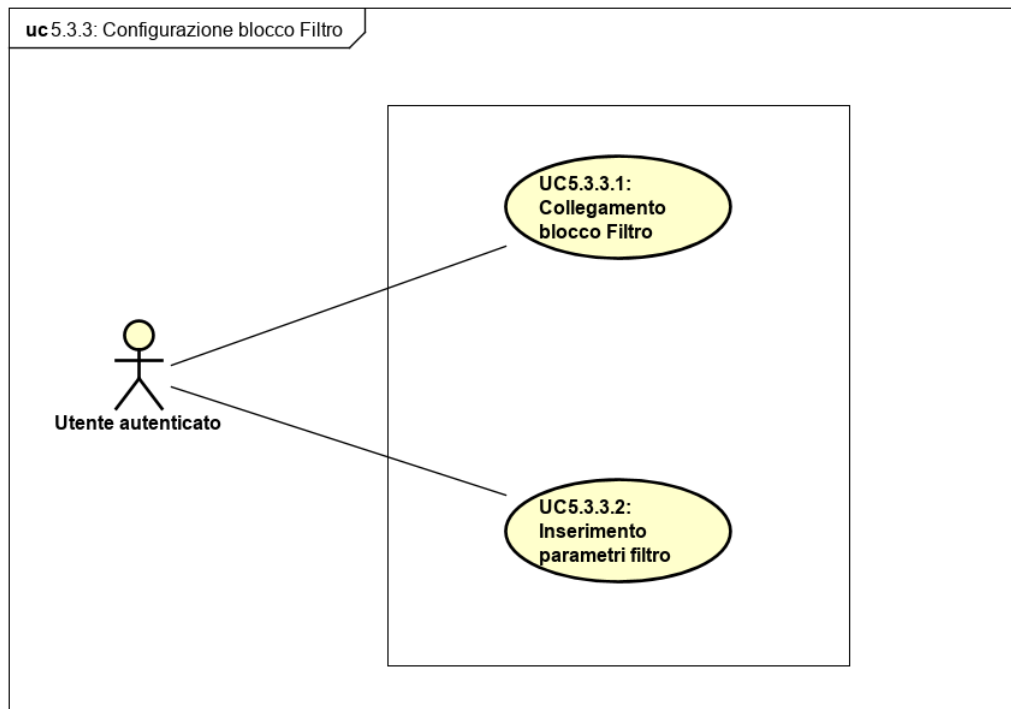 uc 5.3.3: Configurazione blocco Filtro
UC5.3.3.1:
Collegamento
blocco Filtro
Utente autenticato
UC5.3.3.2:
Inserimento
parametri filtro